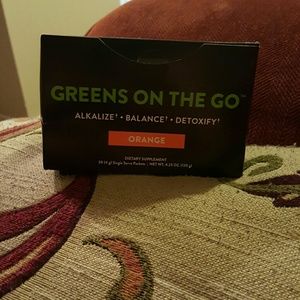 GREENS ON THE GO™
ALKALIZE† • BALANCE† • DETOXIFY†
ORANGE
DIETARY SUPPLEMENT